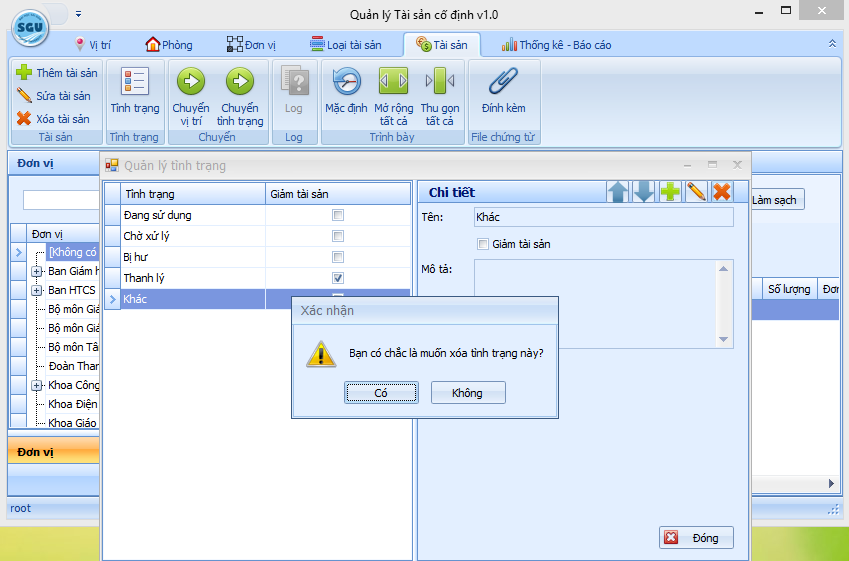 Quản lý Tài sản cố định v1.0
SGU
Vị trí
Phòng
Đơn vị
Loại tài sản
Tài sản
Thống kê - Báo cáo
Thêm tài sản
Sửa tài sản
Xóa tài sản
Tài sản
Tình trạng
Tình trạng
Chuyển vị trí
Chuyển tình trạng
Chuyển
Log
Log
Mặc định
Mở rộng tất cả
Thu gọn tất cả
Trình bày
Đính kèm
File chứng từ
Đơn vị
Làm sạch
Đơn vị
[Không có
Ban Giám h
Ban HTCS
Bộ môn Giá
Bộ môn Giá
Bộ môn Tâ
Đoàn Than
Khoa Công
Khoa Điện
Khoa Giáo
Đơn vị
root
Số lượng
Đơn
Quản lý tình trạng
Tình trạng
Giảm tài sản
Đang sử dụng
Chờ xử lý
Bị hư
Thanh lý
Khác
Chi tiết
Tên:
Khác
Giảm tài sản
Mô tả:
Đóng
Xác nhận
Bạn có chắc là muốn xóa tình trạng này?
Có
Không